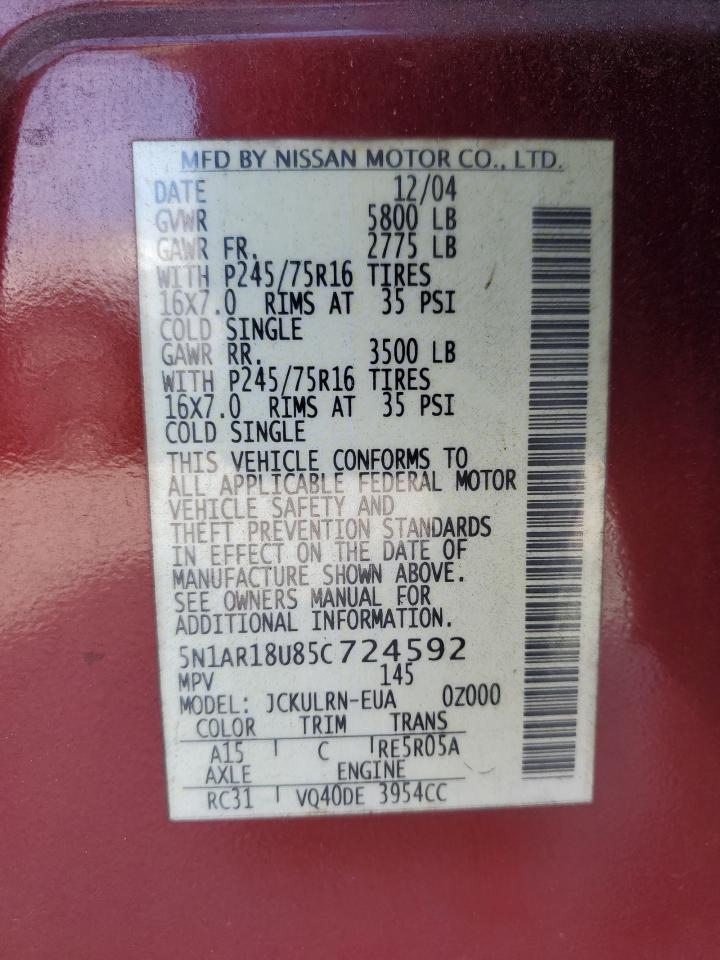 MFD BY NISSAN MOTOR CO., LTD.
DATE 12/04
GVWR 5800 LB
GAWR FR. 2775 LB
WITH P245/75R16 TIRES
16X7.0 RIMS AT 35 PSI
COLD SINGLE
GAWR RR. 3500 LB
WITH P245/75R16 TIRES
16X7.0 RIMS AT 35 PSI
COLD SINGLE
THIS VEHICLE CONFORMS TO
ALL APPLICABLE FEDERAL MOTOR
VEHICLE SAFETY AND
THEFT PREVENTION STANDARDS
IN EFFECT ON THE DATE OF
MANUFACTURE SHOWN ABOVE.
SEE OWNERS MANUAL FOR
ADDITIONAL INFORMATION.
5N1AR18U85C724592
MPV 145
MODEL: JCKULRN-EUA 0Z000
COLOR TRIM TRANS
A15 C RE5R05A
AXLE ENGINE
RC31 VQ40DE 3954CC